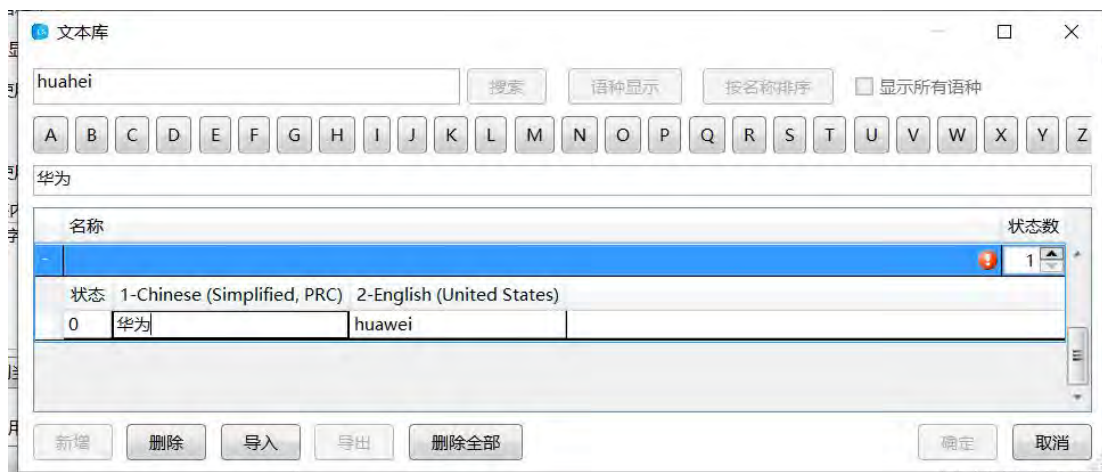 文本库
huahei 搜索 语种显示 按名称排序 显示所有语种
A B C D E F G H I J K L M N O P Q R S T U V W X Y Z
华为
名称 状态数
- 1
状态 1-Chinese (Simplified, PRC) 2-English (United States)
0 华为 huawei
新增 删除 导入 导出 删除全部 确定 取消